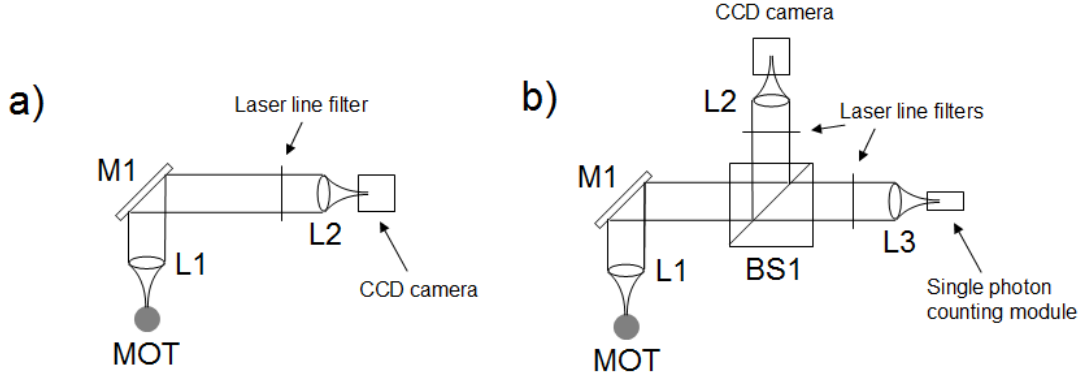 a)
Laser line filter
M1
L1
L2
CCD camera
MOT
b)
CCD camera
L2
Laser line filters
M1
L1
BS1
L3
Single photon
counting module
MOT